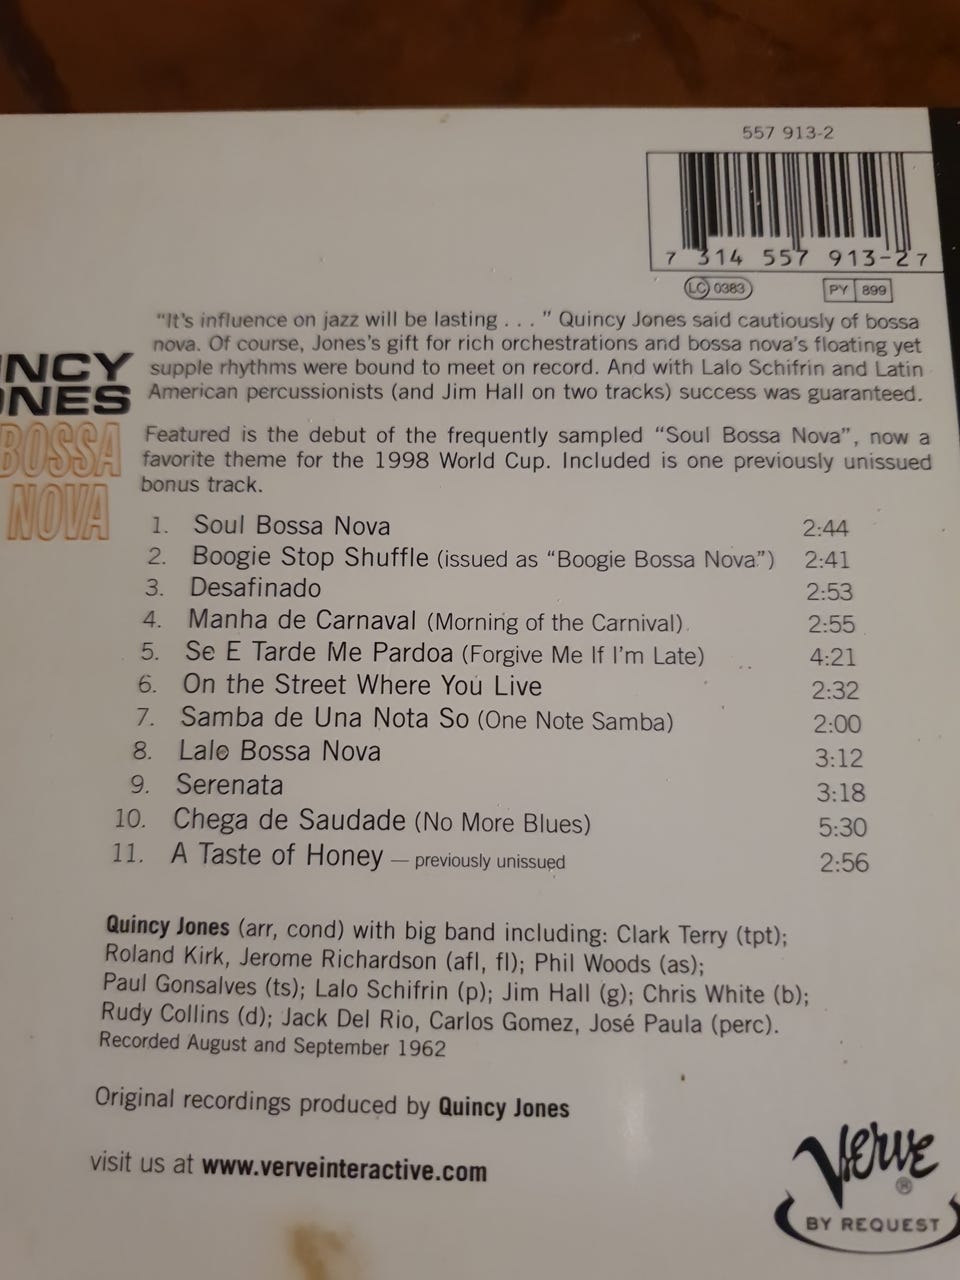 557 913-2
7 314 557 913-2 7
LC 0383 PY 899
"It's influence on jazz will be lasting . . . " Quincy Jones said cautiously of bossa
nova. Of course, Jones's gift for rich orchestrations and bossa nova's floating yet
supple rhythms were bound to meet on record. And with Lalo Schifrin and Latin
American percussionists (and Jim Hall on two tracks) success was guaranteed.
INCY
ONES
BOSSA
NOVA
Featured is the debut of the frequently sampled "Soul Bossa Nova", now a
favorite theme for the 1998 World Cup. Included is one previously unissued
bonus track.
1. Soul Bossa Nova 2:44
2. Boogie Stop Shuffle (issued as "Boogie Bossa Nova") 2:41
3. Desafinado 2:53
4. Manha de Carnaval (Morning of the Carnival) 2:55
5. Se E Tarde Me Pardoa (Forgive Me If I'm Late) 4:21
6. On the Street Where You Live 2:32
7. Samba de Una Nota So (One Note Samba) 2:00
8. Lalo Bossa Nova 3:12
9. Serenata 3:18
10. Chega de Saudade (No More Blues) 5:30
11. A Taste of Honey — previously unissued 2:56
Quincy Jones (arr, cond) with big band including: Clark Terry (tpt);
Roland Kirk, Jerome Richardson (afl, fl); Phil Woods (as);
Paul Gonsalves (ts); Lalo Schifrin (p); Jim Hall (g); Chris White (b);
Rudy Collins (d); Jack Del Rio, Carlos Gomez, José Paula (perc).
Recorded August and September 1962
Original recordings produced by Quincy Jones
visit us at www.verveinteractive.com
Verve®
BY REQUEST